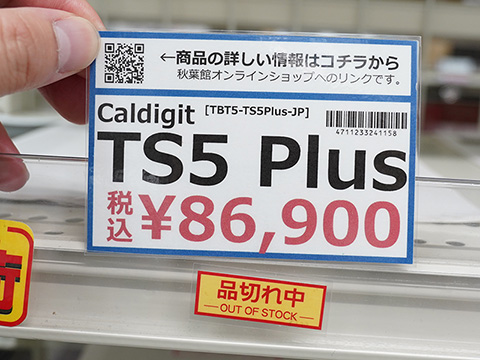 ←商品の詳しい情報はコチラから
秋葉館オンラインショップへのリンクです。
Caldigit [TBT5-TS5Plus-JP]
4711233241158
TS5 Plus
税込 ¥86,900
品切れ中
OUT OF STOCK